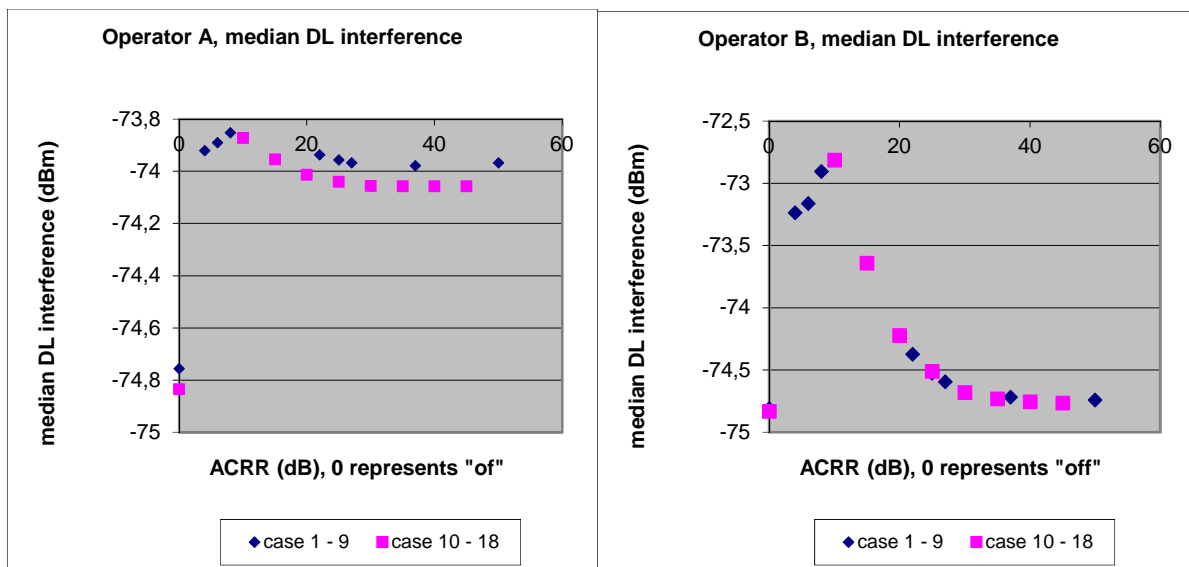 Operator A, median DL interference
median DL interference (dBm)
-73,8
-74
-74,2
-74,4
-74,6
-74,8
-75
0
20
40
60
ACRR (dB), 0 represents "of"
case 1 - 9
case 10 - 18
Operator B, median DL interference
median DL interference (dBm)
-72,5
-73
-73,5
-74
-74,5
-75
0
20
40
60
ACRR (dB), 0 represents "off"
case 1 - 9
case 10 - 18